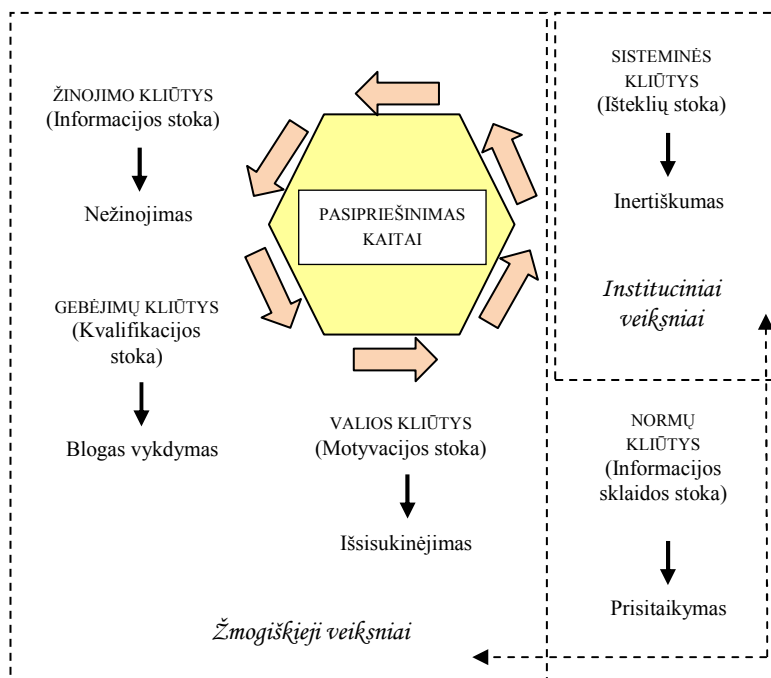 ŽINOJIMO KLIŪTYS
(Informacijos stoka)
Nežinojimas
GEBĖJIMŲ KLIŪTYS
(Kvalifikacijos
stoka)
Blogas vykdymas
PASIPRIEŠINIMAS
KAITAI
VALIOS KLIŪTYS
(Motyvacijos stoka)
Išsisukinėjimas
Žmogiškieji veiksniai
SISTEMINĖS
KLIŪTYS
(Išteklių stoka)
Inertiškumas
Instituciniai
veiksniai
NORMŲ
KLIŪTYS
(Informacijos
sklaidos stoka)
Prisitaikymas